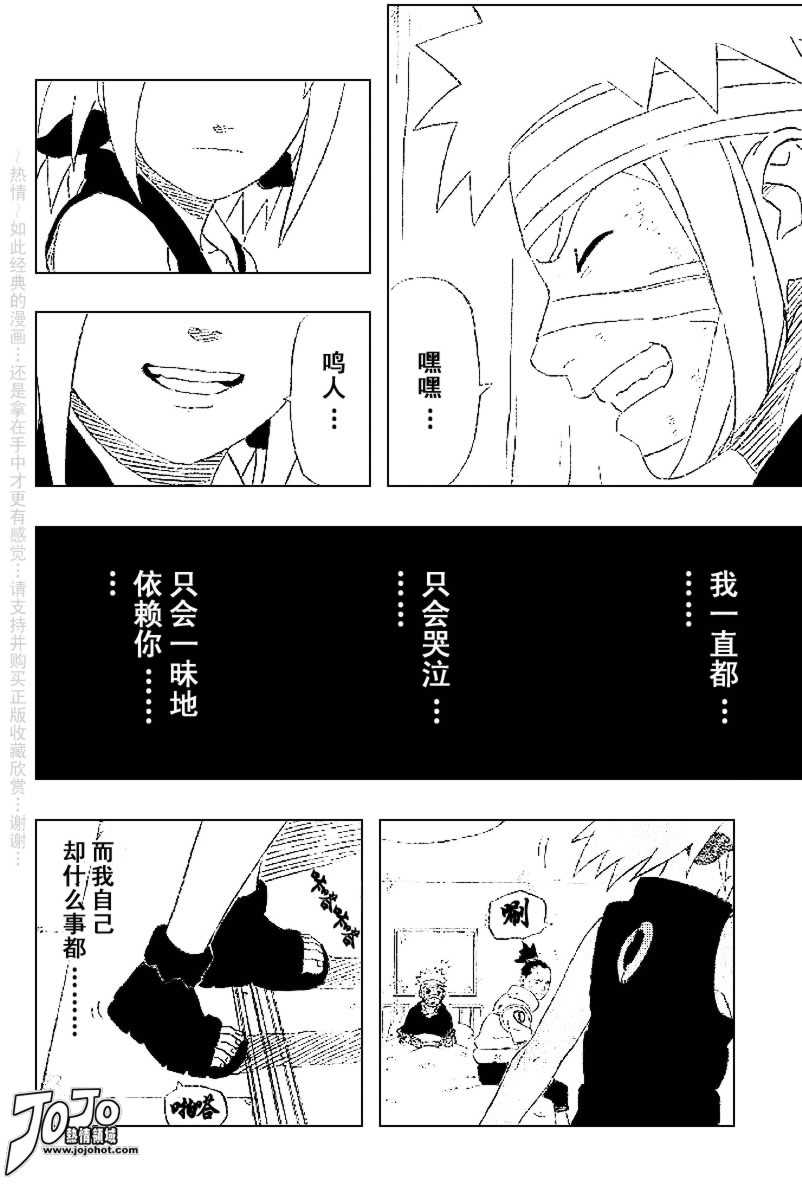 嘿嘿…
鸣人…
我一直都…
……
只会哭泣…
……
只会一昧地
依赖你……
…
唰
而我自己
却什么事都………
咔嗒咔嗒
啪嗒
~热情~如此经典的漫画…还是拿在手中才更有感觉…请支持并购买正版收藏欣赏…谢谢…
JOJO
热情領域
www.jojohot.com